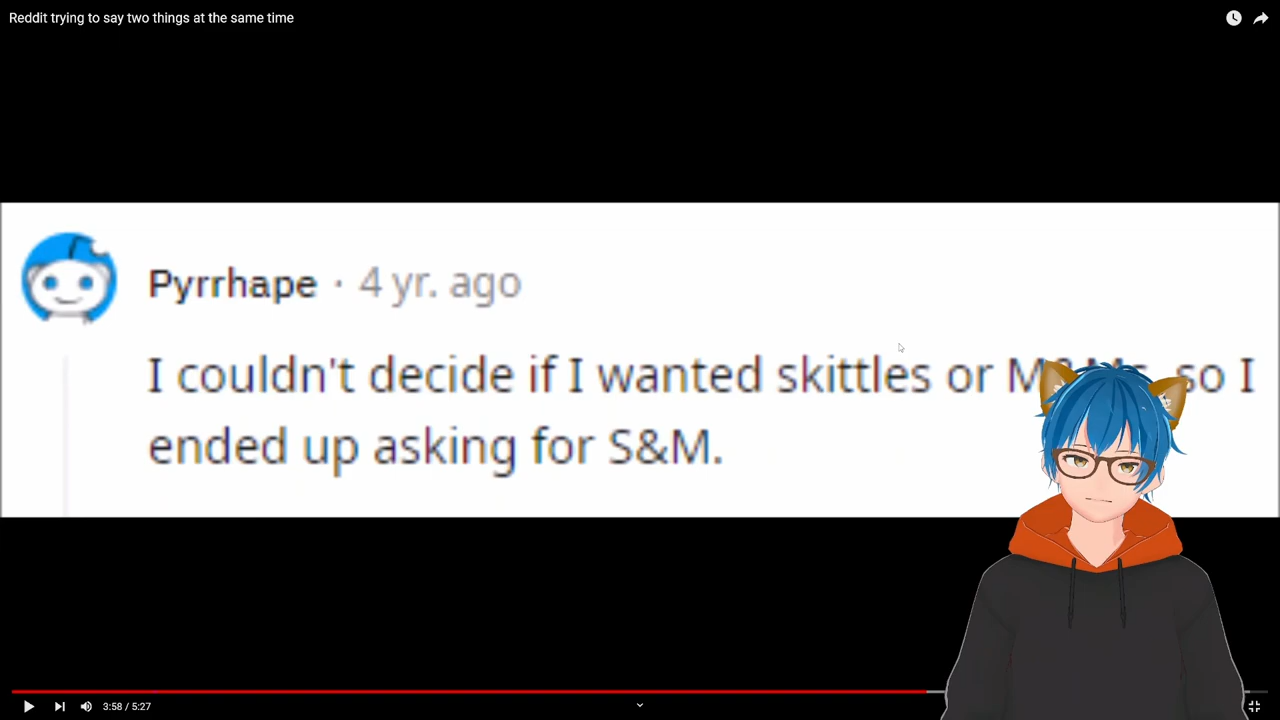 Reddit trying to say two things at the same time
Pyrrhape · 4 yr. ago
I couldn't decide if I wanted skittles or M&Ms, so I
ended up asking for S&M.
3:58 / 5:27